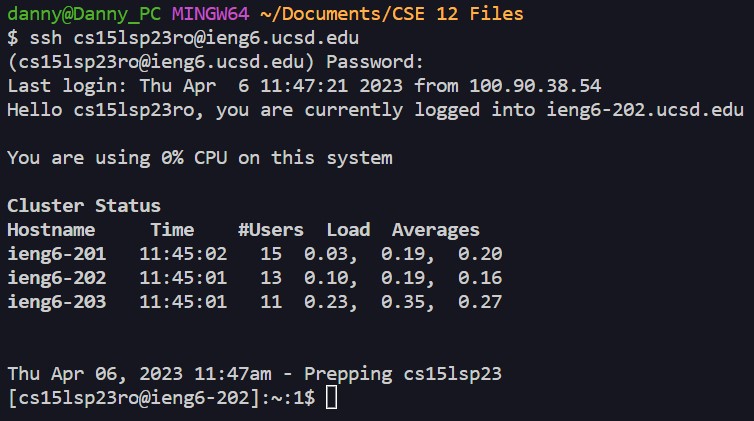 danny@Danny_PC MINGW64 ~/Documents/CSE 12 Files
$ ssh cs15lsp23ro@ieng6.ucsd.edu
(cs15lsp23ro@ieng6.ucsd.edu) Password:
Last login: Thu Apr  6 11:47:21 2023 from 100.90.38.54
Hello cs15lsp23ro, you are currently logged into ieng6-202.ucsd.edu
You are using 0% CPU on this system
Cluster Status
Hostname     Time    #Users  Load  Averages
ieng6-201   11:45:02   15  0.03,  0.19,  0.20
ieng6-202   11:45:01   13  0.10,  0.19,  0.16
ieng6-203   11:45:01   11  0.23,  0.35,  0.27
Thu Apr 06, 2023 11:47am - Prepping cs15lsp23
[cs15lsp23ro@ieng6-202]:~:1$